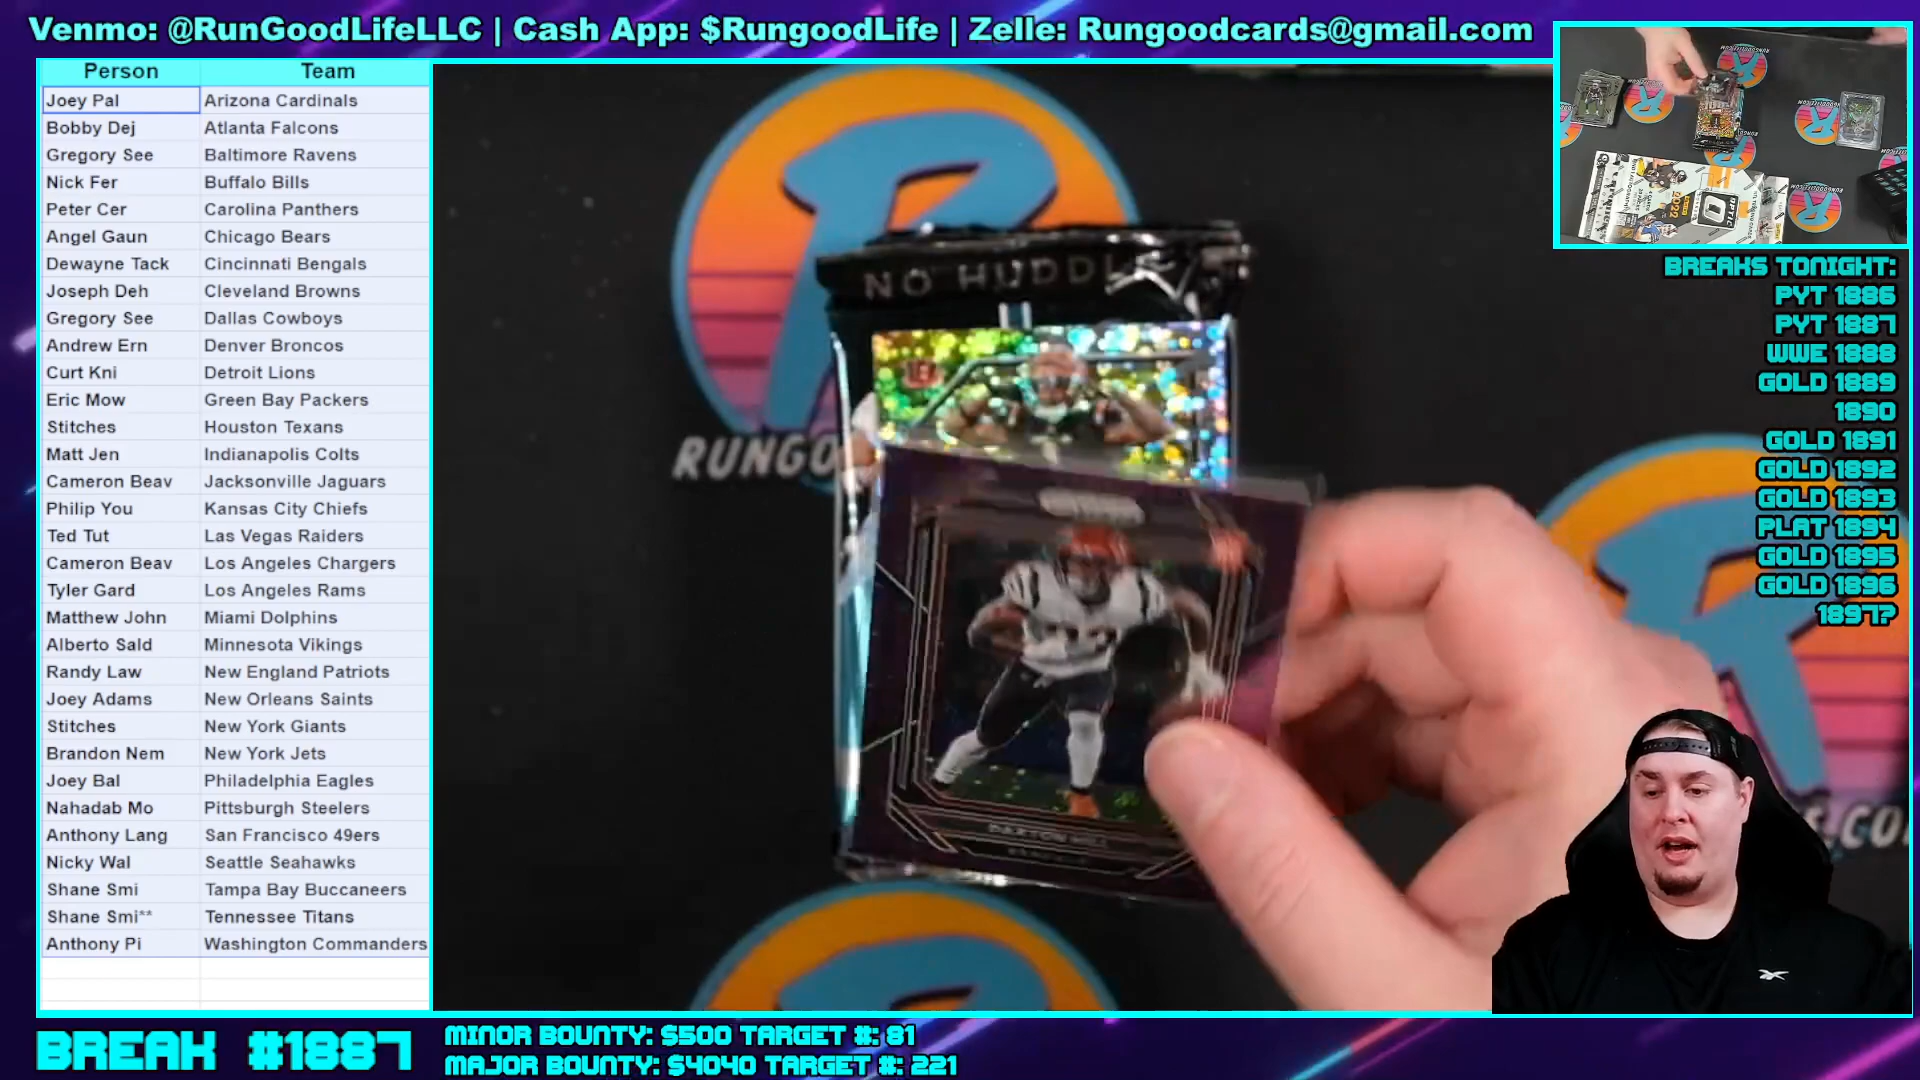 Venmo: @RunGoodLifeLLC | Cash App: $RungoodLife | Zelle: Rungoodcards@gmail.com
Person Team
Joey Pal Arizona Cardinals
Bobby Dej Atlanta Falcons
Gregory See Baltimore Ravens
Nick Fer Buffalo Bills
Peter Cer Carolina Panthers
Angel Gaun Chicago Bears
Dewayne Tack Cincinnati Bengals
Joseph Deh Cleveland Browns
Gregory See Dallas Cowboys
Andrew Ern Denver Broncos
Curt Kni Detroit Lions
Eric Mow Green Bay Packers
Stitches Houston Texans
Matt Jen Indianapolis Colts
Cameron Beav Jacksonville Jaguars
Philip You Kansas City Chiefs
Ted Tut Las Vegas Raiders
Cameron Beav Los Angeles Chargers
Tyler Gard Los Angeles Rams
Matthew John Miami Dolphins
Alberto Sald Minnesota Vikings
Randy Law New England Patriots
Joey Adams New Orleans Saints
Stitches New York Giants
Brandon Nem New York Jets
Joey Bal Philadelphia Eagles
Nahadab Mo Pittsburgh Steelers
Anthony Lang San Francisco 49ers
Nicky Wal Seattle Seahawks
Shane Smi Tampa Bay Buccaneers
Shane Smi** Tennessee Titans
Anthony Pi Washington Commanders
NO HUDDLE
RUNGO
DAXTON HILL
BREAKS TONIGHT:
PYT 1886
PYT 1887
WWE 1888
GOLD 1889
1890
GOLD 1891
GOLD 1892
GOLD 1893
PLAT 1894
GOLD 1895
GOLD 1896
1897?
BREAK #1887
MINOR BOUNTY: $500 TARGET #: 81
MAJOR BOUNTY: $4040 TARGET #: 221